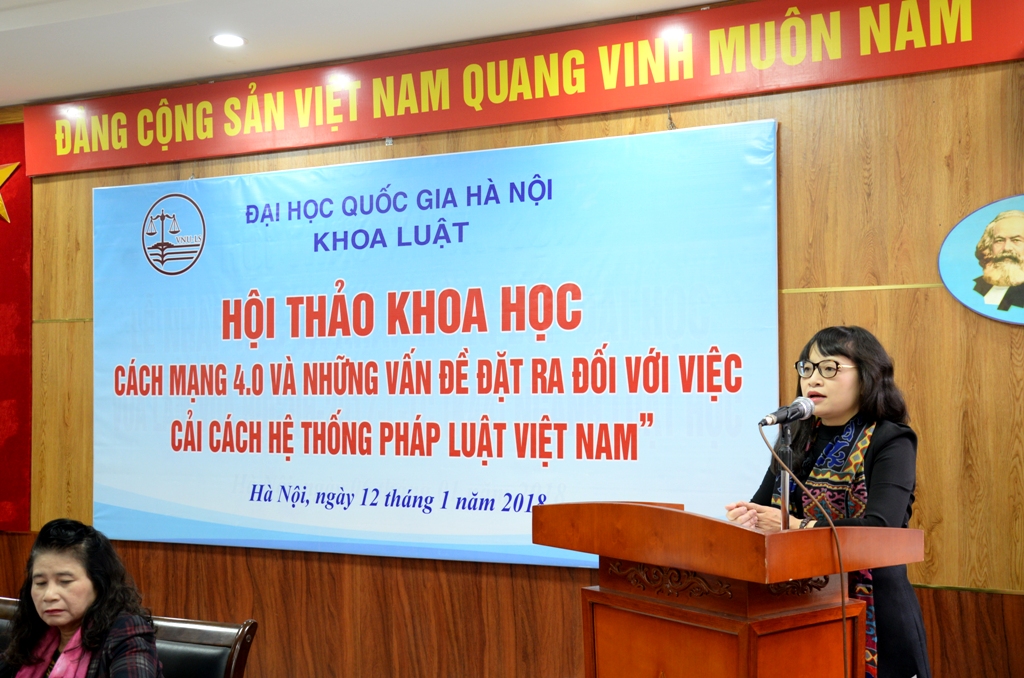 ĐẢNG CỘNG SẢN VIỆT NAM QUANG VINH MUÔN NĂM
ĐẠI HỌC QUỐC GIA HÀ NỘI
KHOA LUẬT
VNU-LS
HỘI THẢO KHOA HỌC
CÁCH MẠNG 4.0 VÀ NHỮNG VẤN ĐỀ ĐẶT RA ĐỐI VỚI VIỆC
CẢI CÁCH HỆ THỐNG PHÁP LUẬT VIỆT NAM”
Hà Nội, ngày 12 tháng 1 năm 2018